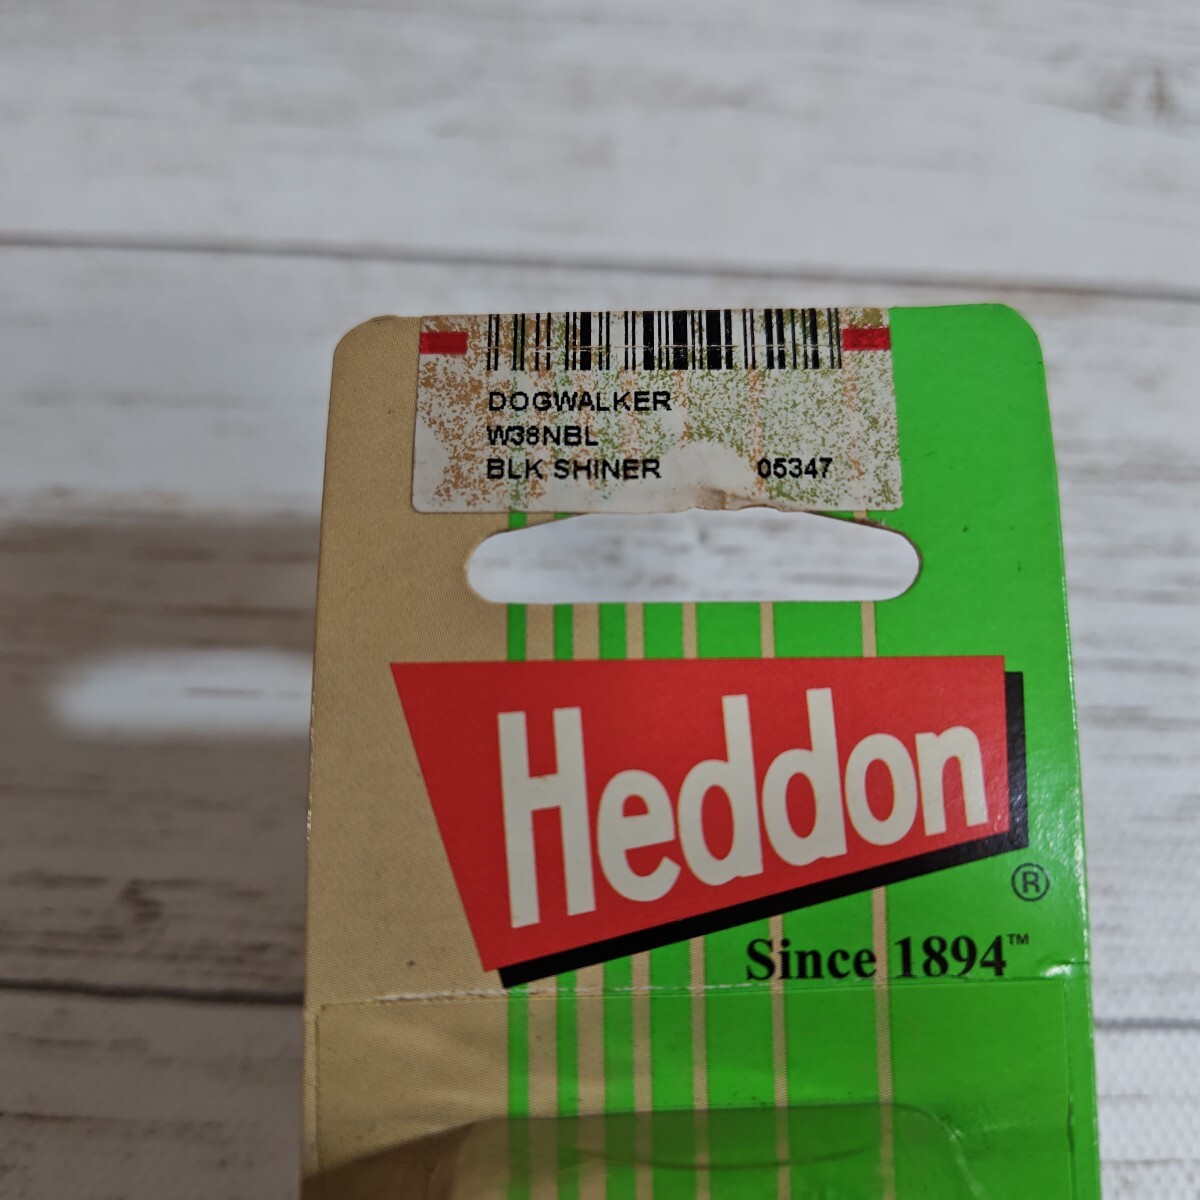 DOGWALKER
W38NBL
BLK SHINER 05347
Heddon®
Since 1894™